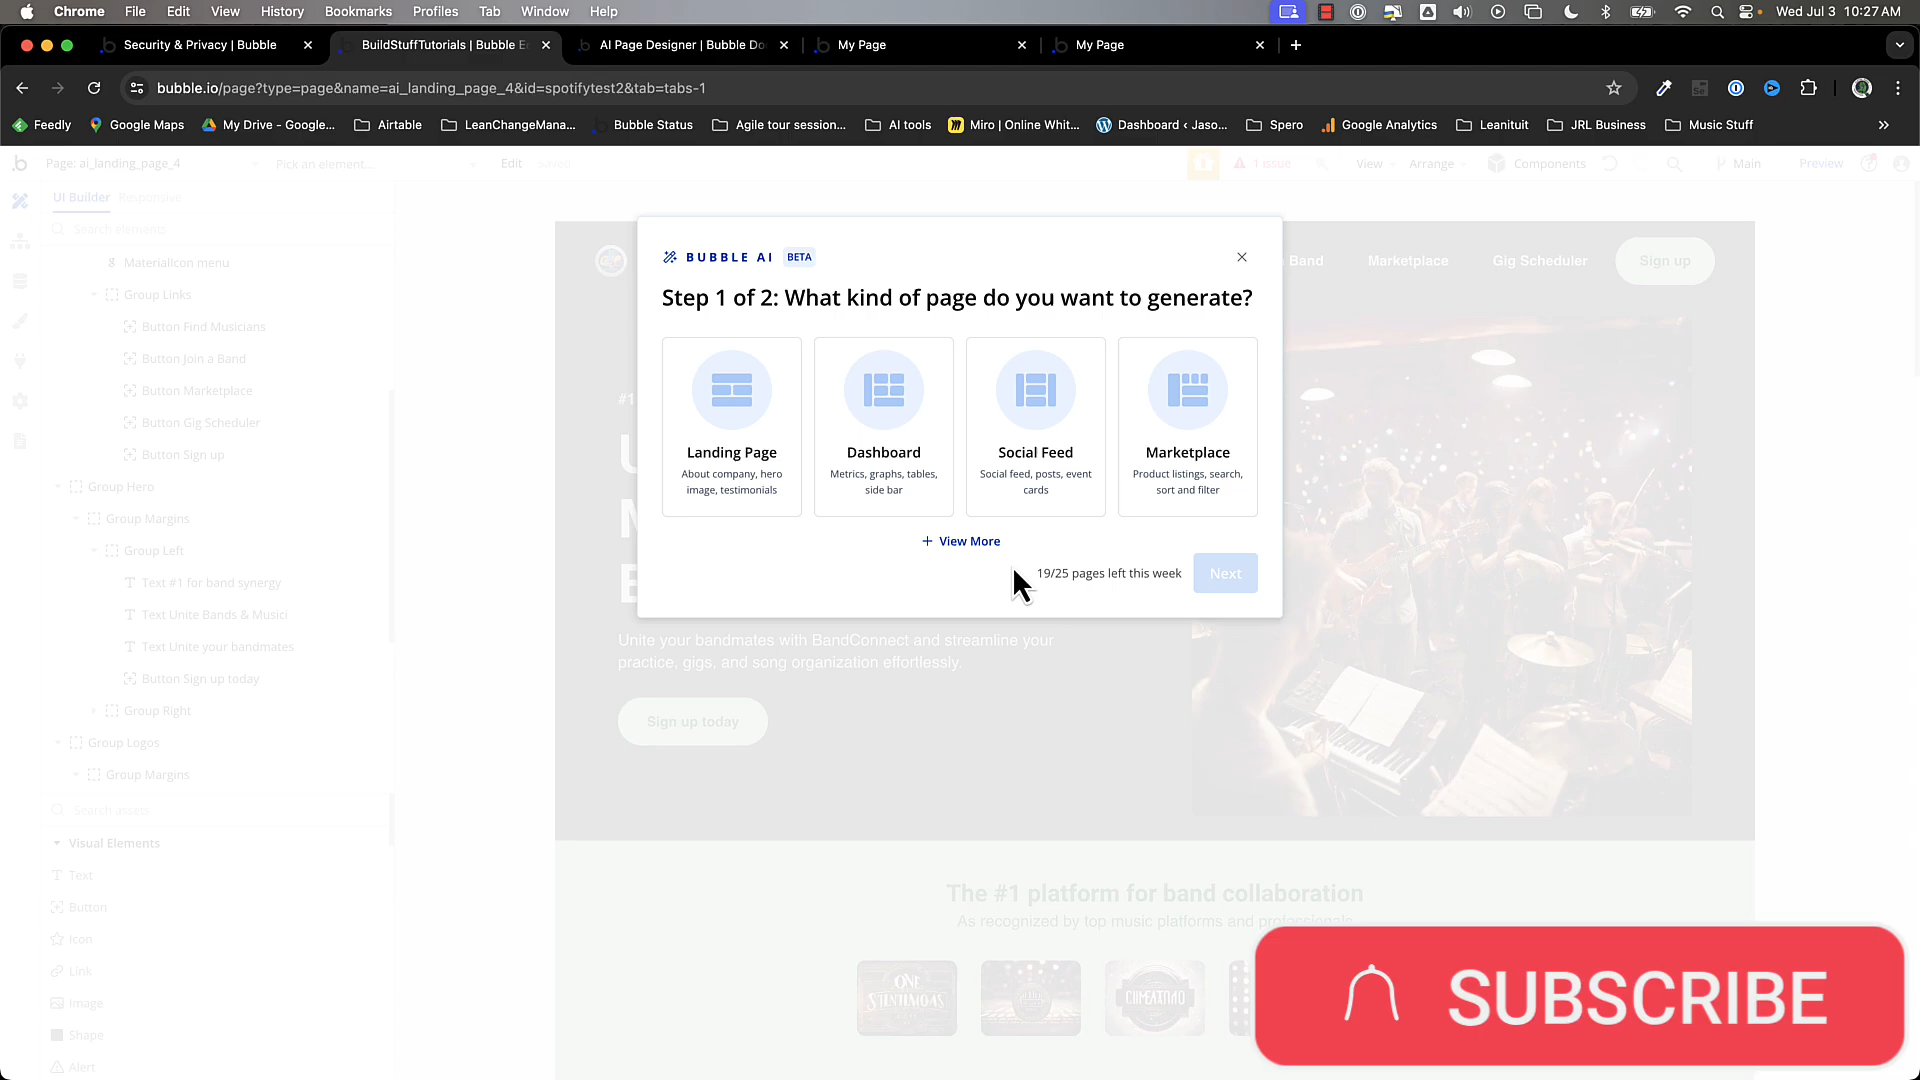 Chrome File Edit View History Bookmarks Profiles Tab Window Help Wed Jul 3 10:27 AM
Security & Privacy | Bubble BuildStuffTutorials | Bubble E AI Page Designer | Bubble Do My Page My Page
bubble.io/page?type=page&name=ai_landing_page_4&id=spotifytest2&tab=tabs-1
Feedly Google Maps My Drive - Google... Airtable LeanChangeMana... Bubble Status Agile tour session... AI tools Miro | Online Whit... Dashboard ‹ Jaso... Spero Google Analytics Leanituit JRL Business Music Stuff
Page: ai_landing_page_4 Pick an element... Edit Saved 1 issue View Arrange Components Main Preview
UI Builder Responsive
Search elements
MaterialIcon menu
Group Links
Button Find Musicians
Button Join a Band
Button Marketplace
Button Gig Scheduler
Button Sign up
Group Hero
Group Margins
Group Left
Text #1 for band synergy
Text Unite Bands & Musici
Text Unite your bandmates
Button Sign up today
Group Right
Group Logos
Group Margins
Search assets
Visual Elements
Text
Button
Icon
Link
Image
Shape
Alert
BUBBLE AI BETA
Step 1 of 2: What kind of page do you want to generate?
Landing Page
About company, hero
image, testimonials
Dashboard
Metrics, graphs, tables,
side bar
Social Feed
Social feed, posts, event
cards
Marketplace
Product listings, search,
sort and filter
+ View More
19/25 pages left this week Next
Band Marketplace Gig Scheduler Sign up
#1
U
M
B
Unite your bandmates with BandConnect and streamline your
practice, gigs, and song organization effortlessly.
Sign up today
The #1 platform for band collaboration
As recognized by top music platforms and professionals
ONE
SUBSCRIBE